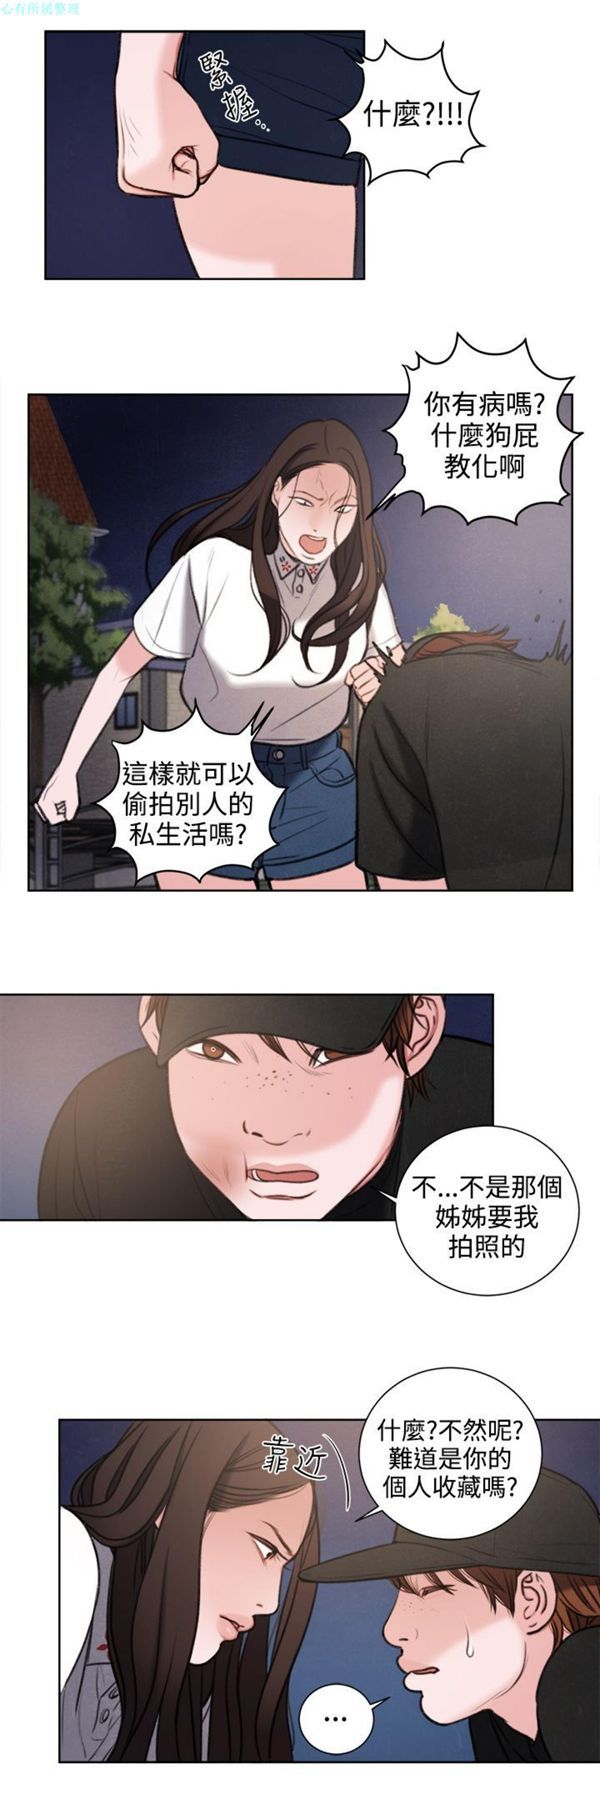 心有所属整理
緊握...
什麼?!!!
你有病嗎?
什麼狗屁
教化啊
這樣就可以
偷拍別人的
私生活嗎?
不...不是那個
姊姊要我
拍照的
什麼?不然呢?
難道是你的
個人收藏嗎?
靠近
...